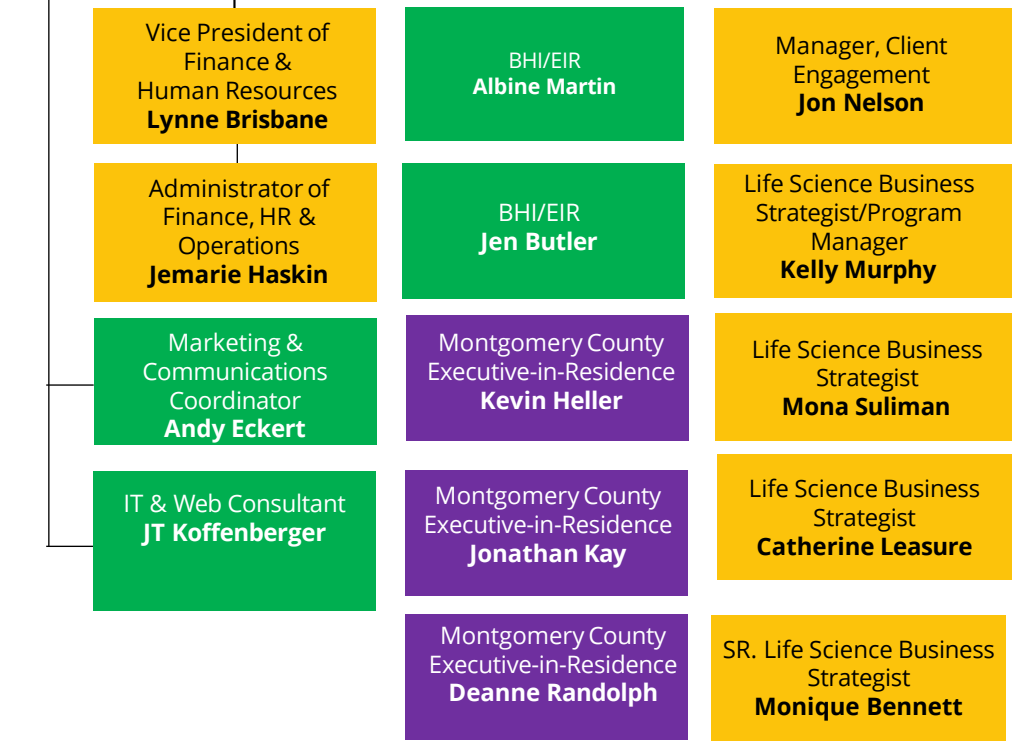 Vice President of
Finance &
Human Resources
Lynne Brisbane
BHI/EIR
Albine Martin
Manager, Client
Engagement
Jon Nelson
Administrator of
Finance, HR &
Operations
Jemarie Haskin
BHI/EIR
Jen Butler
Life Science Business
Strategist/Program
Manager
Kelly Murphy
Marketing &
Communications
Coordinator
Andy Eckert
Montgomery County
Executive-in-Residence
Kevin Heller
Life Science Business
Strategist
Mona Suliman
IT & Web Consultant
JT Koffenberger
Montgomery County
Executive-in-Residence
Jonathan Kay
Life Science Business
Strategist
Catherine Leasure
Montgomery County
Executive-in-Residence
Deanne Randolph
SR. Life Science Business
Strategist
Monique Bennett